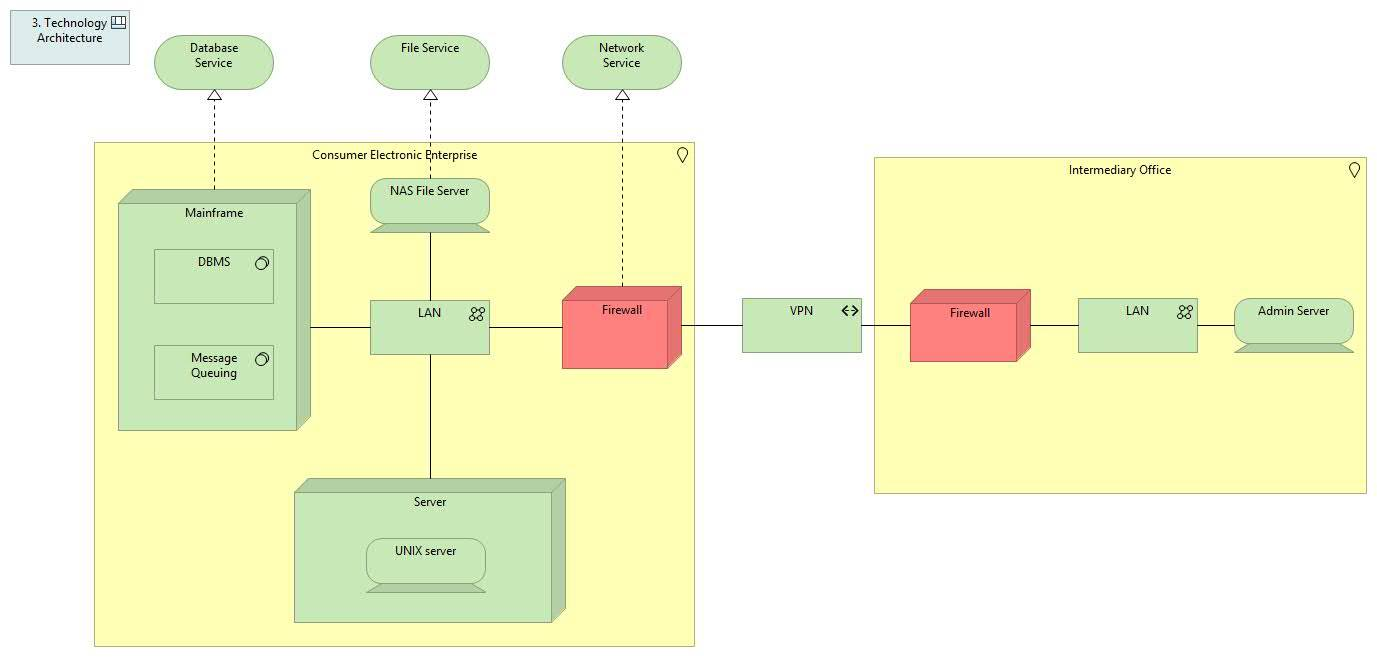 3. Technology
Architecture
Database
Service
File Service
Network
Service
Consumer Electronic Enterprise
Mainframe
DBMS
Message
Queuing
NAS File Server
LAN
Firewall
Server
UNIX server
VPN
Intermediary Office
Firewall
LAN
Admin Server